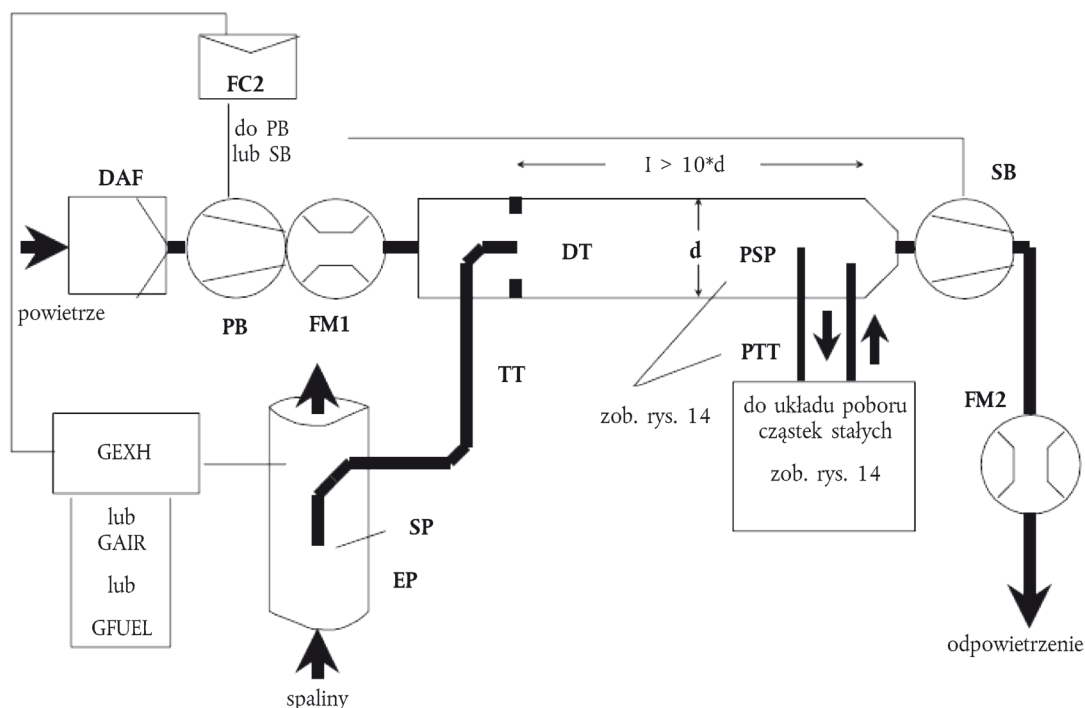 FC2
do PB
lub SB
DAF
I > 10*d
SB
DT
d
PSP
powietrze
PB
FM1
TT
PTT
zob. rys. 14
do układu poboru
cząstek stałych
zob. rys. 14
FM2
GEXH
lub
GAIR
lub
GFUEL
SP
EP
odpowietrzenie
spaliny